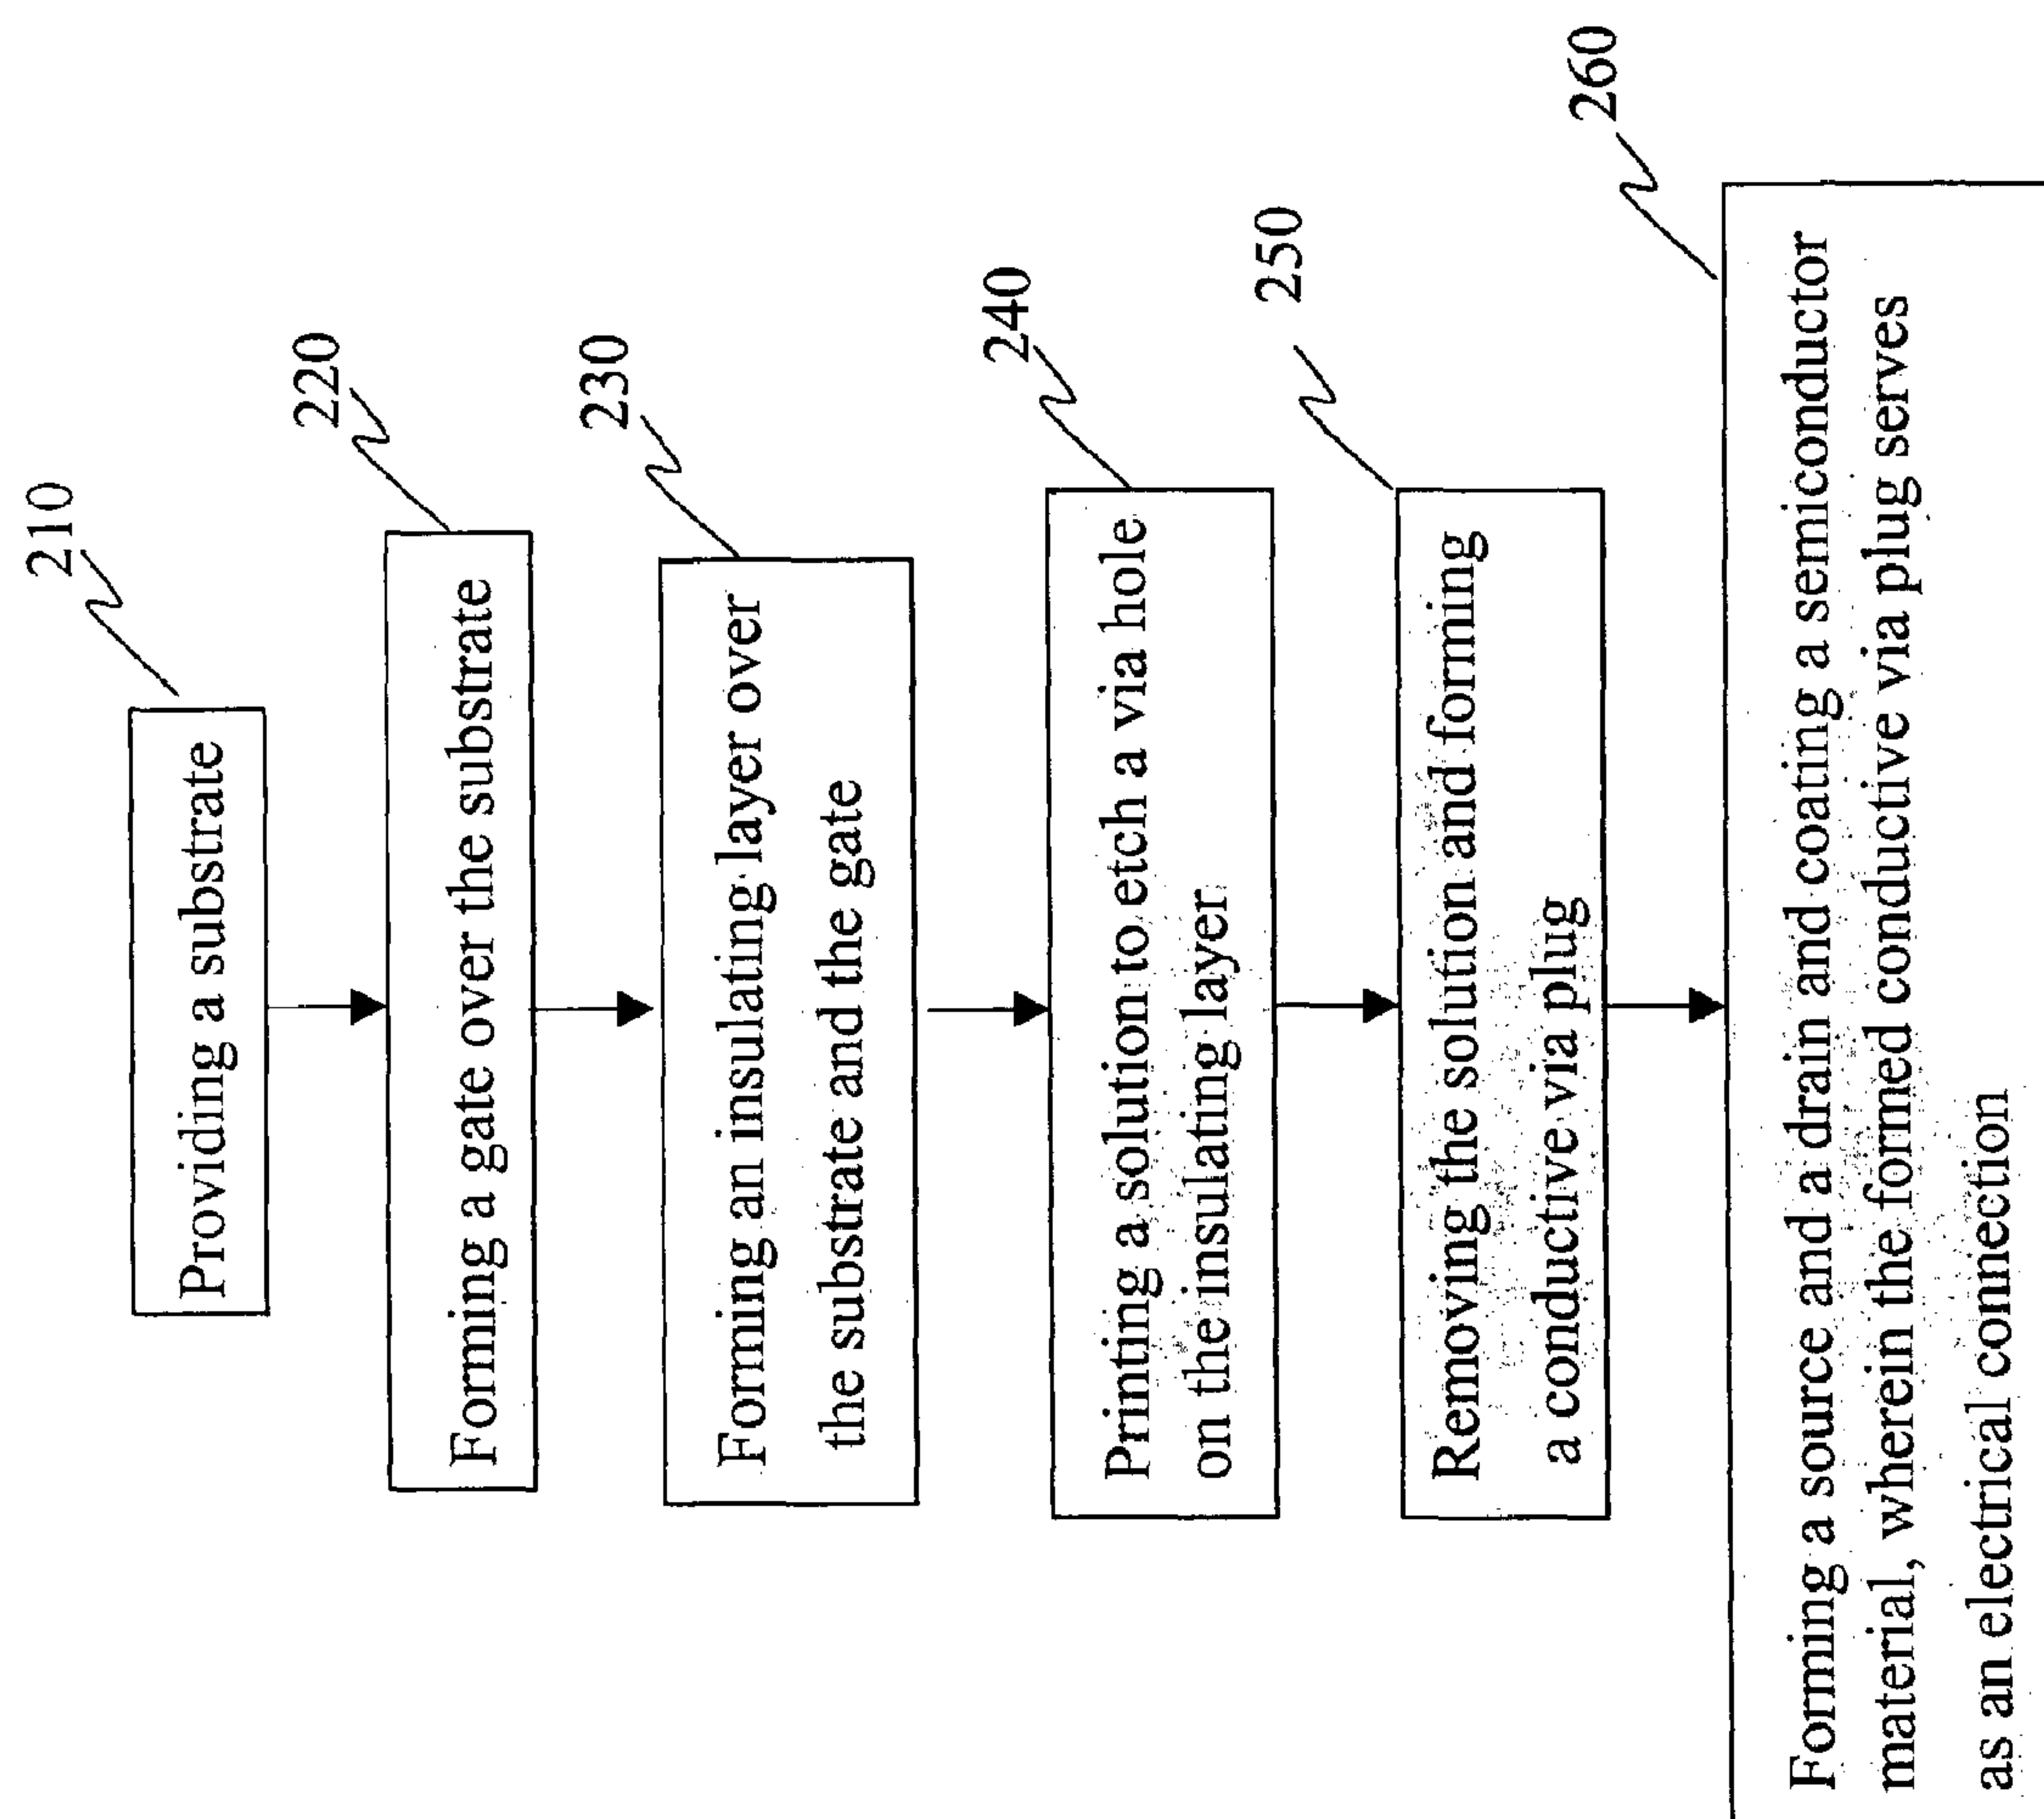 210
Providing a substrate
220
Forming a gate over the substrate
230
Forming an insulating layer over
the substrate and the gate
240
Printing a solution to etch a via hole
on the insulating layer
250
Removing the solution and forming
a conductive via plug
260
Forming a source and a drain and coating a semiconductor
material, wherein the formed conductive via plug serves
as an electrical connection